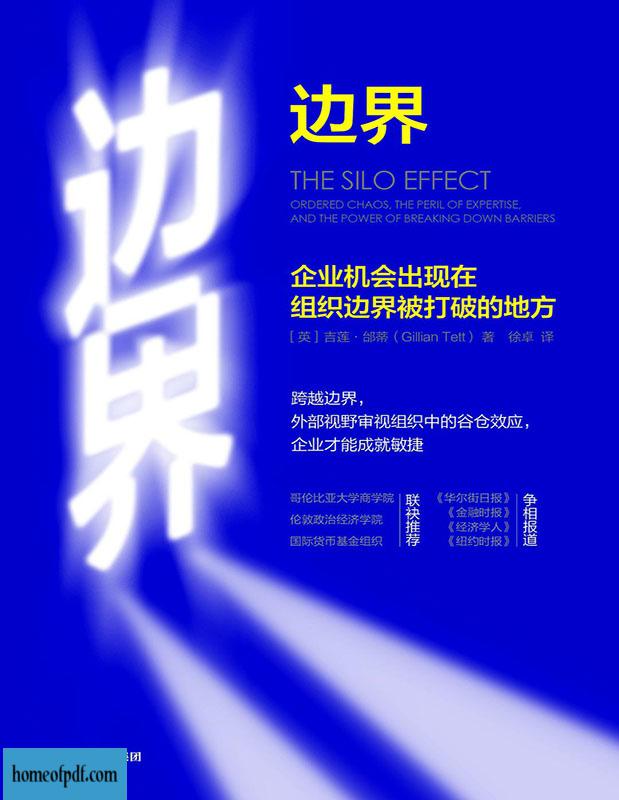 边界
边界
THE SILO EFFECT
ORDERED CHAOS, THE PERIL OF EXPERTISE,
AND THE POWER OF BREAKING DOWN BARRIERS
企业机会出现在
组织边界被打破的地方
[英] 吉莲·邰蒂（Gillian Tett）著 徐卓 译
跨越边界，
外部视野审视组织中的谷仓效应，
企业才能成就敏捷
哥伦比亚大学商学院
伦敦政治经济学院
国际货币基金组织
联袂推荐
《华尔街日报》
《金融时报》
《经济学人》
《纽约时报》
争相报道
团
homeofpdf.com